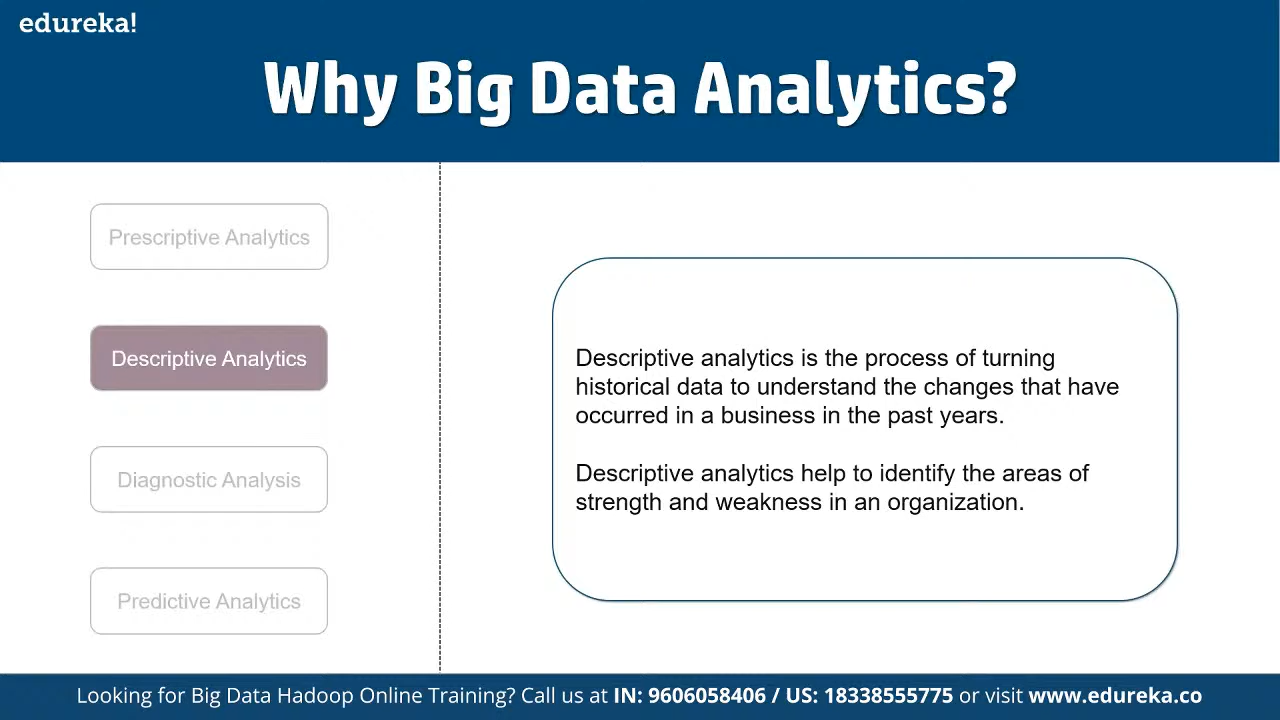 edureka!
Why Big Data Analytics?
Prescriptive Analytics
Descriptive Analytics
Diagnostic Analysis
Predictive Analytics
Descriptive analytics is the process of turning
historical data to understand the changes that have
occurred in a business in the past years.
Descriptive analytics help to identify the areas of
strength and weakness in an organization.
Looking for Big Data Hadoop Online Training? Call us at IN: 9606058406 / US: 18338555775 or visit www.edureka.co